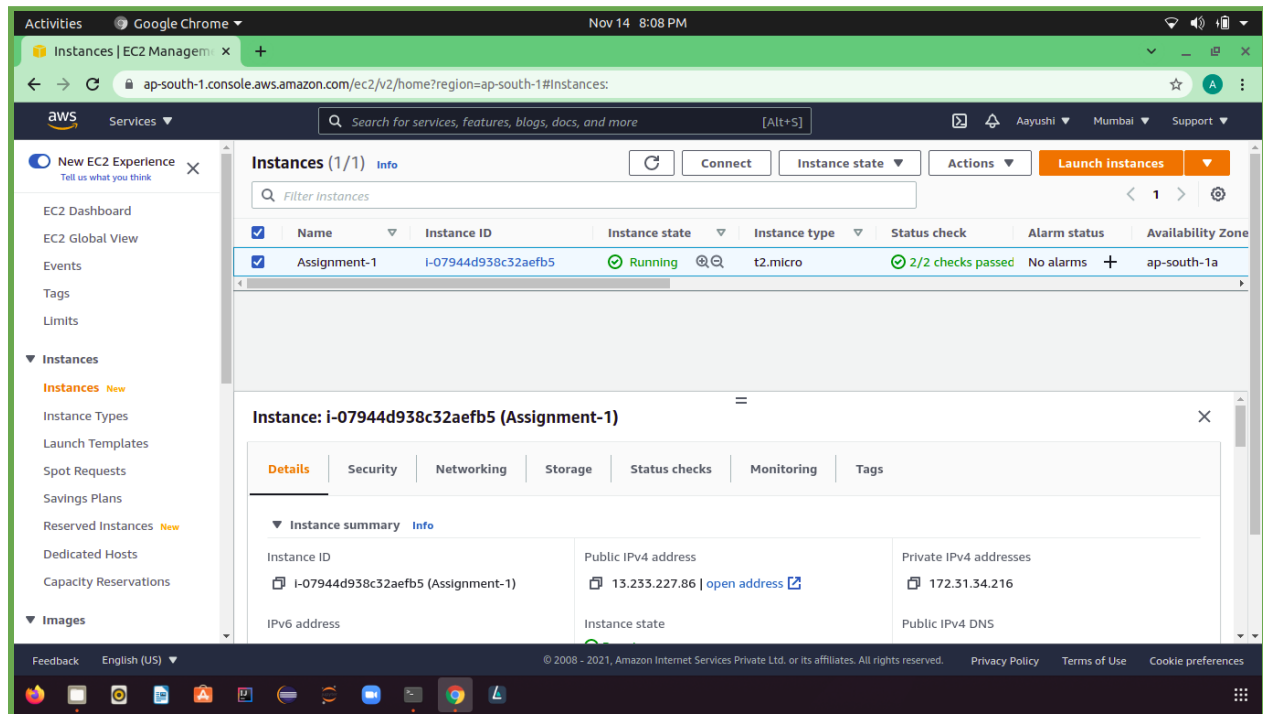 Activities Google Chrome Nov 14 8:08 PM
Instances | EC2 Managem
ap-south-1.console.aws.amazon.com/ec2/v2/home?region=ap-south-1#Instances:
A
aws Services Search for services, features, blogs, docs, and more [Alt+S] Aayushi Mumbai Support
New EC2 Experience
Tell us what you think
EC2 Dashboard
EC2 Global View
Events
Tags
Limits
Instances
Instances New
Instance Types
Launch Templates
Spot Requests
Savings Plans
Reserved Instances New
Dedicated Hosts
Capacity Reservations
Images
Instances (1/1) Info Connect Instance state Actions Launch instances
Filter instances 1
Name Instance ID Instance state Instance type Status check Alarm status Availability Zone
Assignment-1 i-07944d938c32aefb5 Running t2.micro 2/2 checks passed No alarms + ap-south-1a
Instance: i-07944d938c32aefb5 (Assignment-1)
Details Security Networking Storage Status checks Monitoring Tags
Instance summary Info
Instance ID Public IPv4 address Private IPv4 addresses
i-07944d938c32aefb5 (Assignment-1) 13.233.227.86 | open address 172.31.34.216
IPv6 address Instance state Public IPv4 DNS
Feedback English (US) © 2008 - 2021, Amazon Internet Services Private Ltd. or its affiliates. All rights reserved. Privacy Policy Terms of Use Cookie preferences